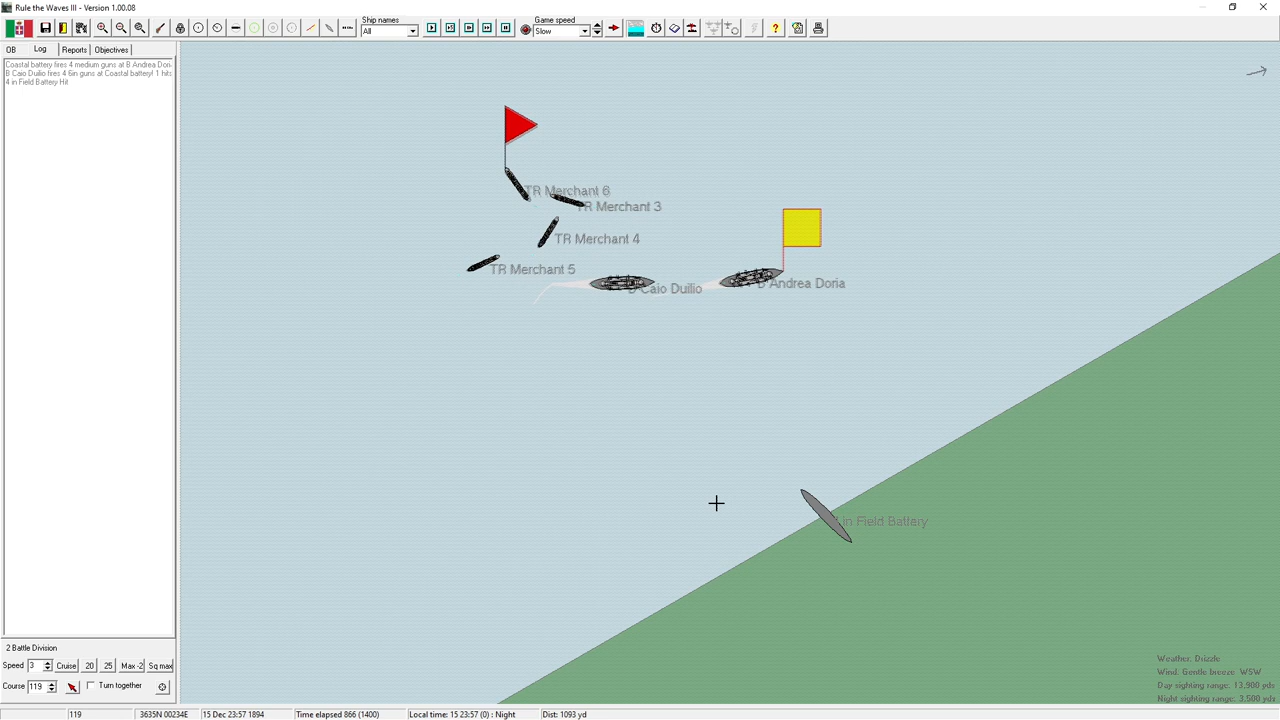 Rule the Waves III - Version 1.00.08
Ship names
All
Game speed
Slow
OB Log Reports Objectives
Coastal battery fires 4 medium guns at B Andrea Dori
B Caio Duilio fires 4 6in guns at Coastal battery! 1 hits
4 in Field Battery Hit
TR Merchant 6
TR Merchant 3
TR Merchant 4
TR Merchant 5
Caio Duilio
B Andrea Doria
in Field Battery
Weather: Drizzle
Wind: Gentle breeze WSW
Day sighting range: 13,900 yds
Night sighting range: 3,500 yds
2 Battle Division
Speed 3 Cruise 20 25 Max -2 Sq max
Course 119 Turn together
119 3635N 00234E 15 Dec 23:57 1894 Time elapsed 866 (1400) Local time: 15 23:57 (0) : Night Dist: 1093 yd